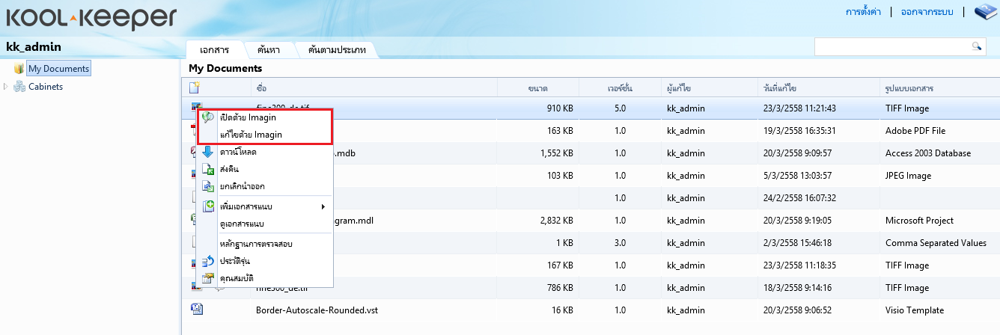 KOOL-KEEPER
การตั้งค่า | ออกจากระบบ |
kk_admin
เอกสาร ค้นหา ค้นตามประเภท
My Documents
Cabinets
My Documents
ชื่อ ขนาด เวอร์ชั่น ผู้แก้ไข วันที่แก้ไข รูปแบบเอกสาร
fine300_de.tif 910 KB 5.0 kk_admin 23/3/2558 11:21:43 TIFF Image
163 KB 1.0 kk_admin 19/3/2558 16:35:31 Adobe PDF File
.mdb 1,552 KB 1.0 kk_admin 20/3/2558 9:09:57 Access 2003 Database
103 KB 1.0 kk_admin 5/3/2558 13:03:57 JPEG Image
1.0 kk_admin 24/2/2558 16:07:32
gram.mdl 2,832 KB 1.0 kk_admin 20/3/2558 9:19:05 Microsoft Project
1 KB 3.0 kk_admin 2/3/2558 15:46:18 Comma Separated Values
167 KB 1.0 kk_admin 23/3/2558 11:18:35 TIFF Image
fine300_de.tif 786 KB 1.0 kk_admin 18/3/2558 9:14:16 TIFF Image
Border-Autoscale-Rounded.vst 16 KB 1.0 kk_admin 20/3/2558 9:06:52 Visio Template
เปิดด้วย Imagin
แก้ไขด้วย Imagin
ดาวน์โหลด
ส่งคืน
ยกเลิกนำออก
เพิ่มเอกสารแนบ
ดูเอกสารแนบ
หลักฐานการตรวจสอบ
ประวัติรุ่น
คุณสมบัติ